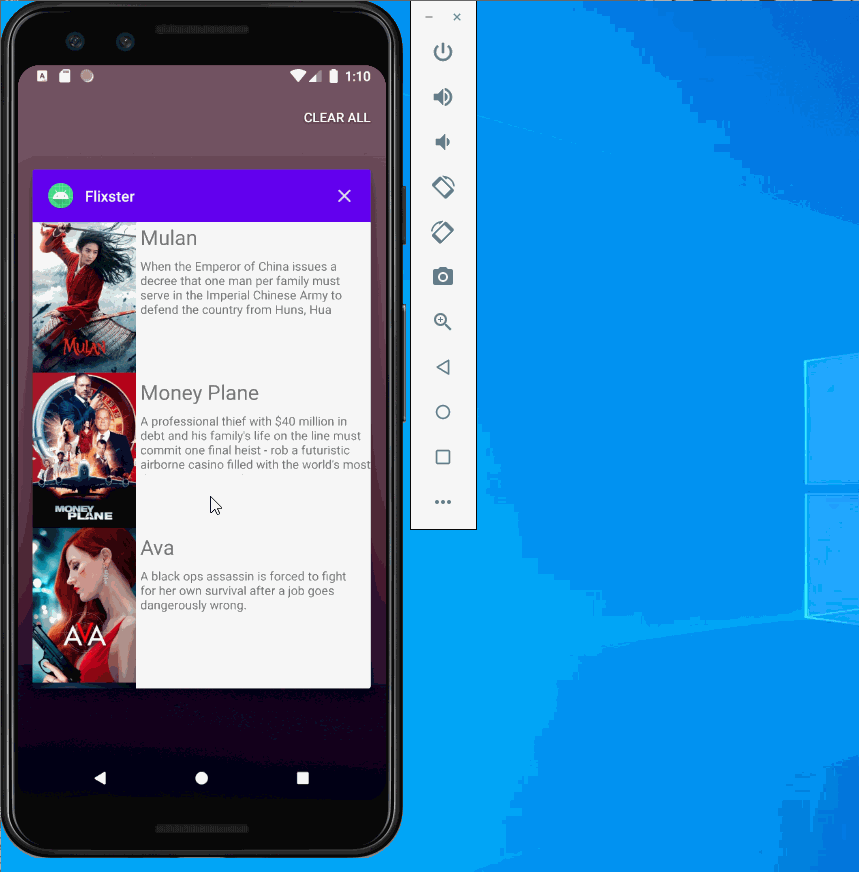 A
1:10
CLEAR ALL
Flixster
Mulan
When the Emperor of China issues a
decree that one man per family must
serve in the Imperial Chinese Army to
defend the country from Huns, Hua
MULAN
Money Plane
A professional thief with $40 million in
debt and his family's life on the line must
commit one final heist - rob a futuristic
airborne casino filled with the world's most
MONEY
PLANE
Ava
A black ops assassin is forced to fight
for her own survival after a job goes
dangerously wrong.
AVA